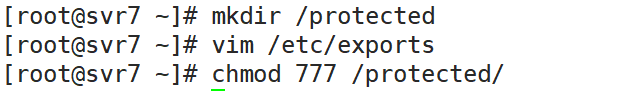 [root@svr7 ~]# mkdir /protected
[root@svr7 ~]# vim /etc/exports
[root@svr7 ~]# chmod 777 /protected/